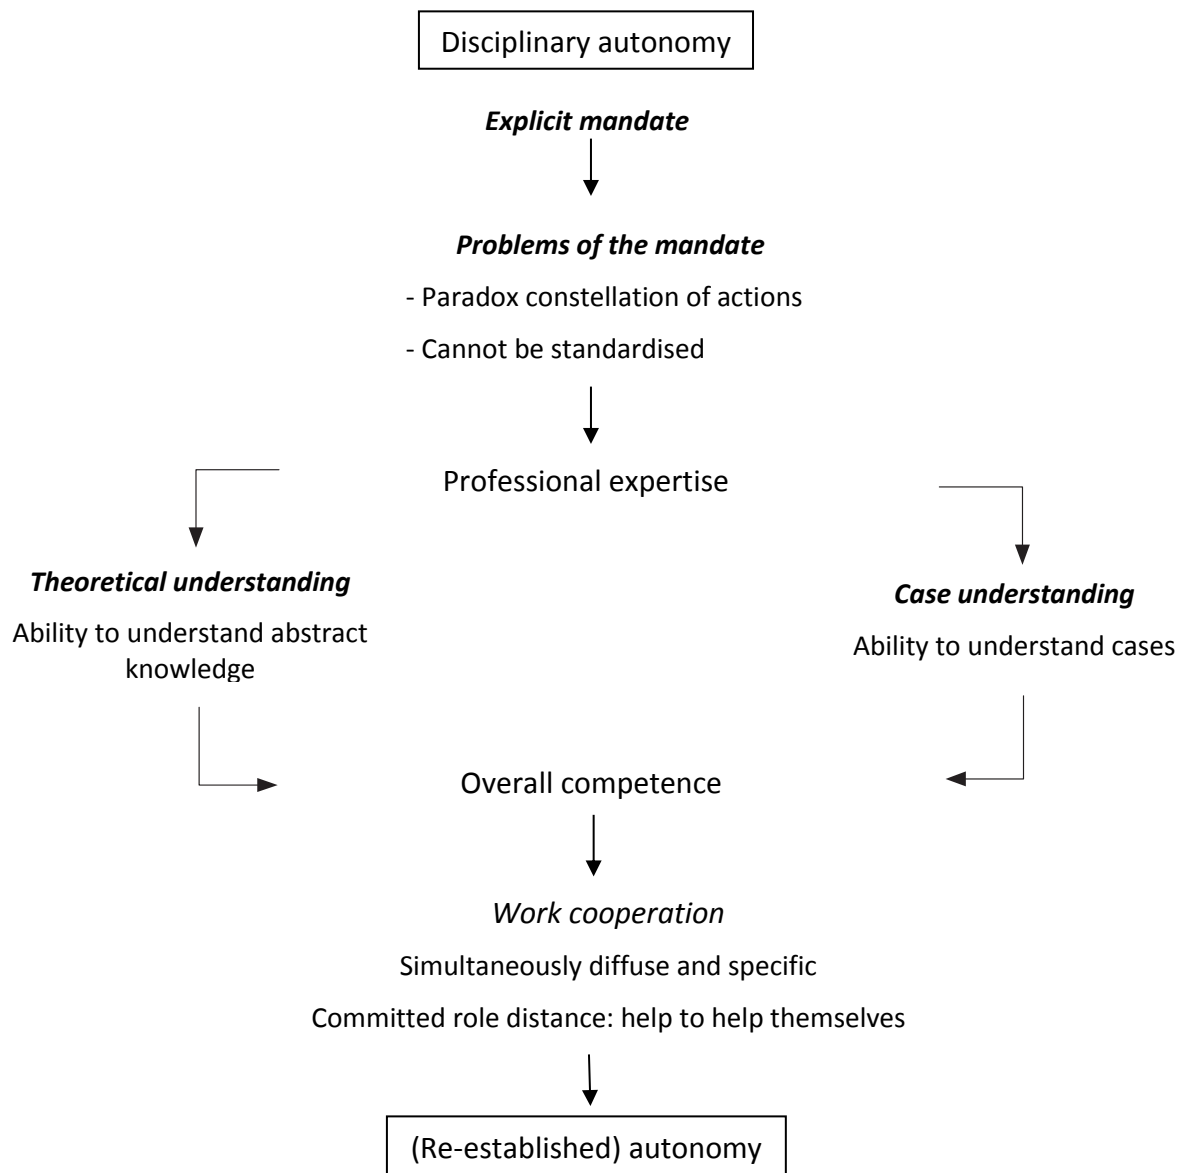 Disciplinary autonomy
Explicit mandate
Problems of the mandate
- Paradox constellation of actions
- Cannot be standardised
Professional expertise
Theoretical understanding
Ability to understand abstract
knowledge
Case understanding
Ability to understand cases
Overall competence
Work cooperation
Simultaneously diffuse and specific
Committed role distance: help to help themselves
(Re-established) autonomy